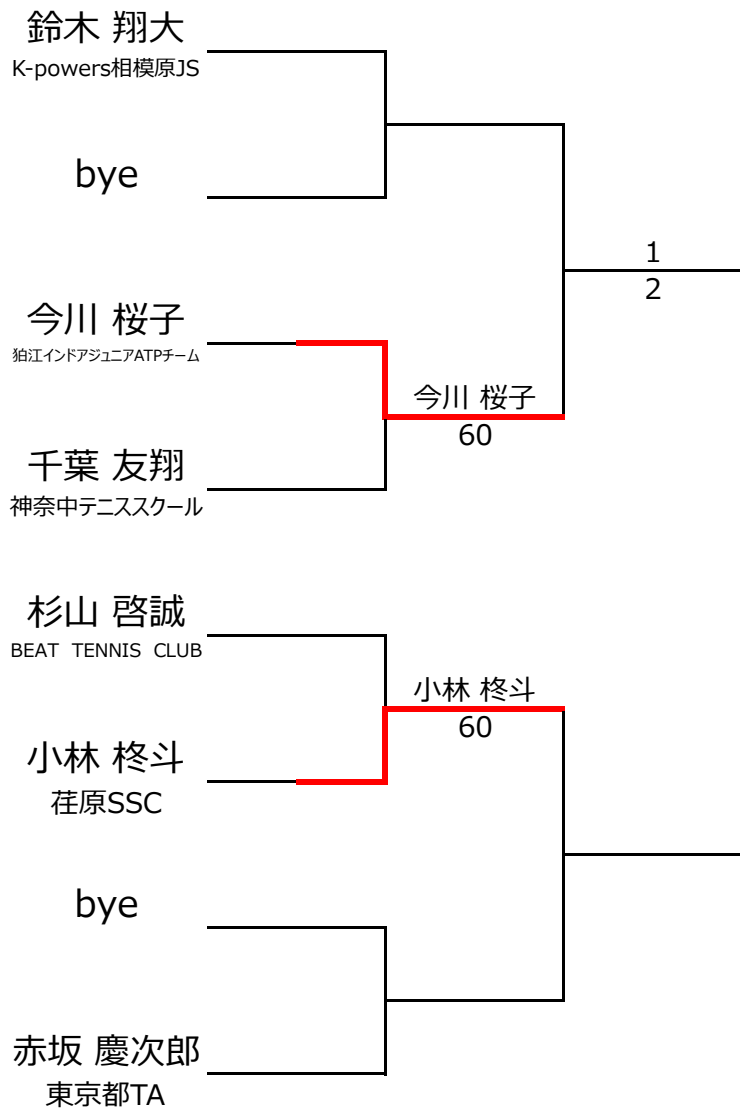 鈴木 翔大
K-powers相模原JS
bye
1
2
今川 桜子
狛江インドアジュニアATPチーム
今川 桜子
60
千葉 友翔
神奈中テニススクール
杉山 啓誠
BEAT TENNIS CLUB
小林 柊斗
60
小林 柊斗
荏原SSC
bye
赤坂 慶次郎
東京都TA